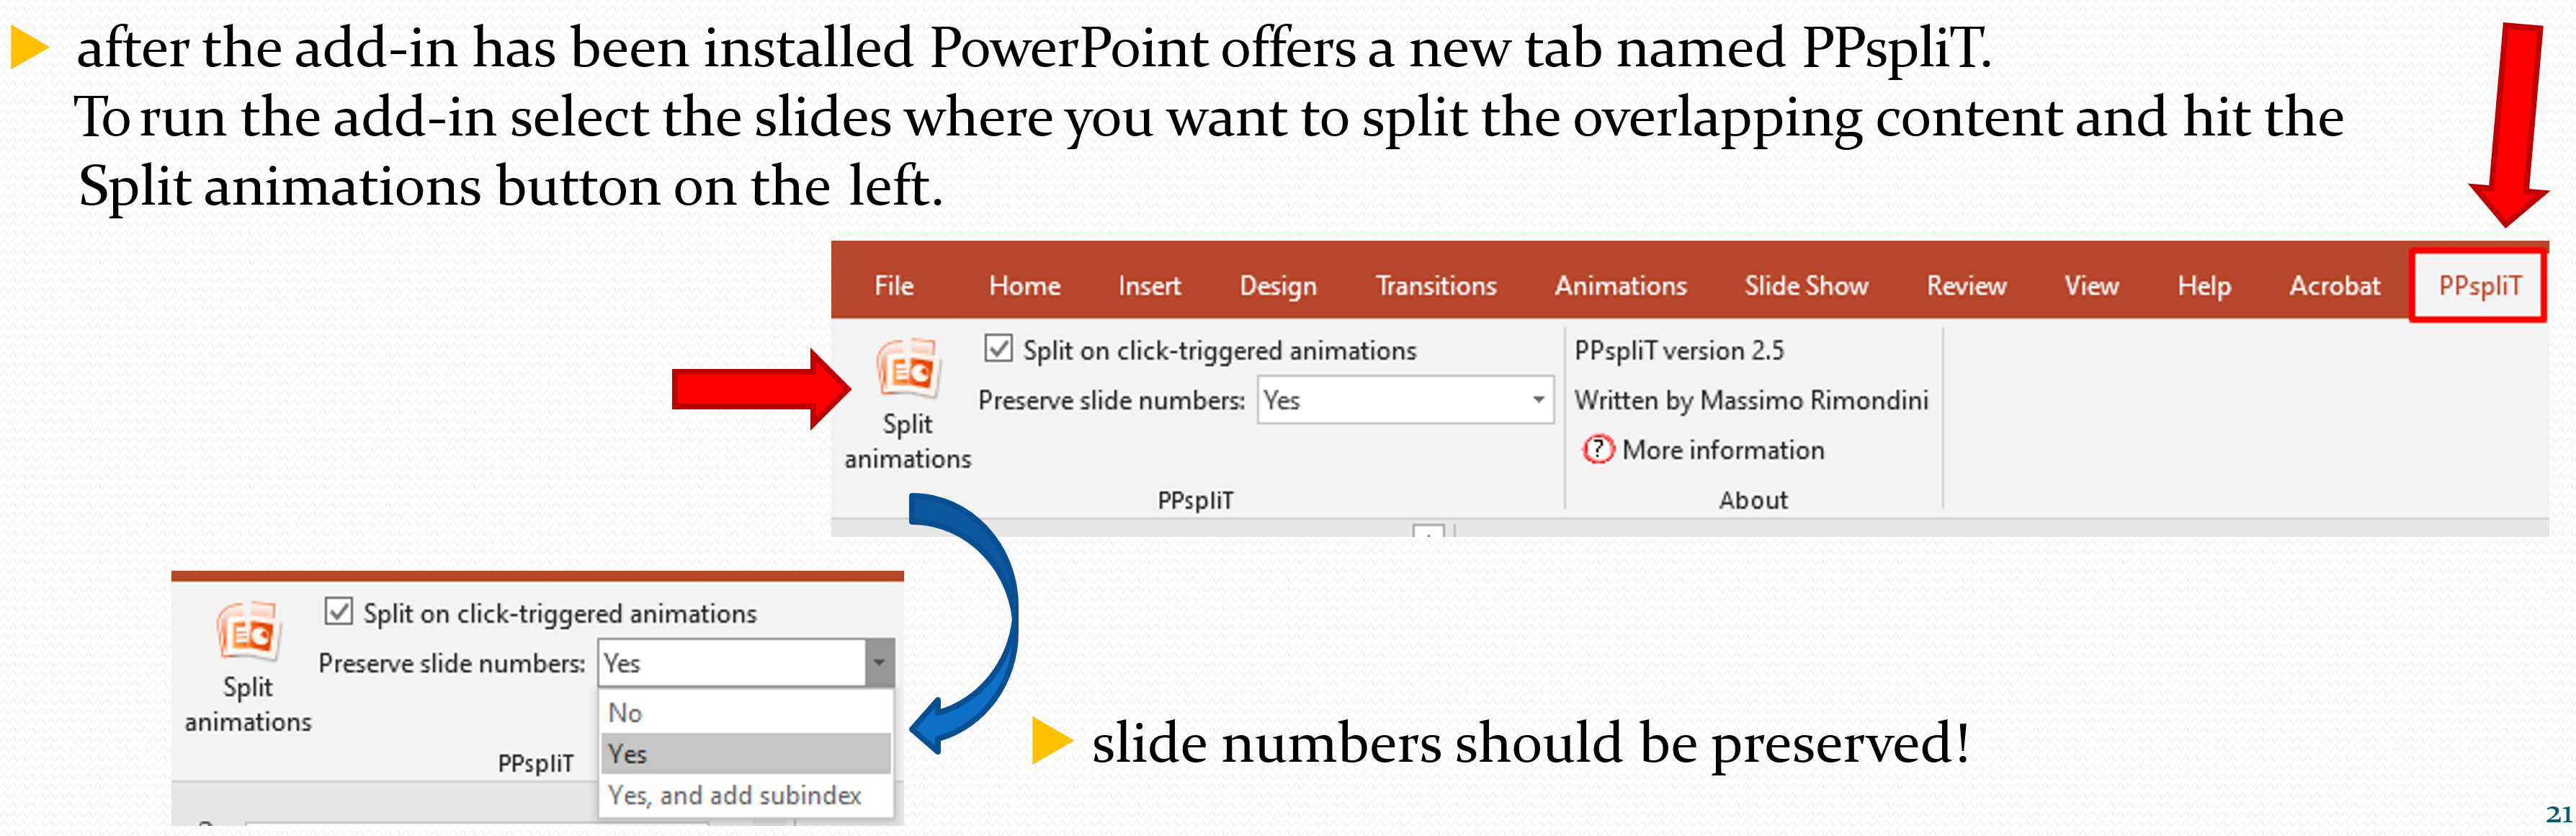 after the add-in has been installed PowerPoint offers a new tab named PPspliT.
To run the add-in select the slides where you want to split the overlapping content and hit the
Split animations button on the left.
File Home Insert Design Transitions Animations Slide Show Review View Help Acrobat PPspliT
Split on click-triggered animations
Preserve slide numbers: Yes
Split
animations
PPspliT
PPspliT version 2.5
Written by Massimo Rimondini
? More information
About
Split on click-triggered animations
Preserve slide numbers: Yes
Split
animations
No
Yes
Yes, and add subindex
PPspliT
slide numbers should be preserved!
21